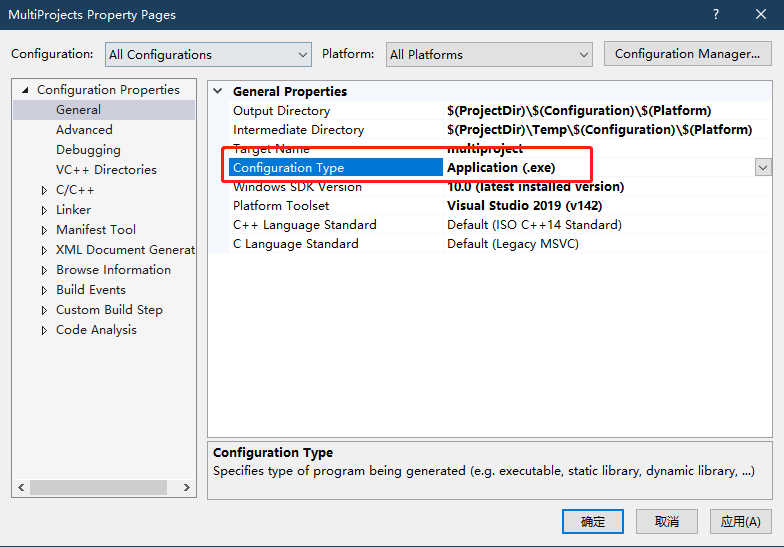 MultiProjects Property Pages
Configuration: All Configurations Platform: All Platforms Configuration Manager...
Configuration Properties
General
Advanced
Debugging
VC++ Directories
C/C++
Linker
Manifest Tool
XML Document Generat
Browse Information
Build Events
Custom Build Step
Code Analysis
General Properties
Output Directory $(ProjectDir)\$(Configuration)\$(Platform)
Intermediate Directory $(ProjectDir)\Temp\$(Configuration)\$(Platform)
Target Name multiproject
Configuration Type Application (.exe)
Windows SDK Version 10.0 (latest installed version)
Platform Toolset Visual Studio 2019 (v142)
C++ Language Standard Default (ISO C++14 Standard)
C Language Standard Default (Legacy MSVC)
Configuration Type
Specifies type of program being generated (e.g. executable, static library, dynamic library, ...)
确定 取消 应用(A)